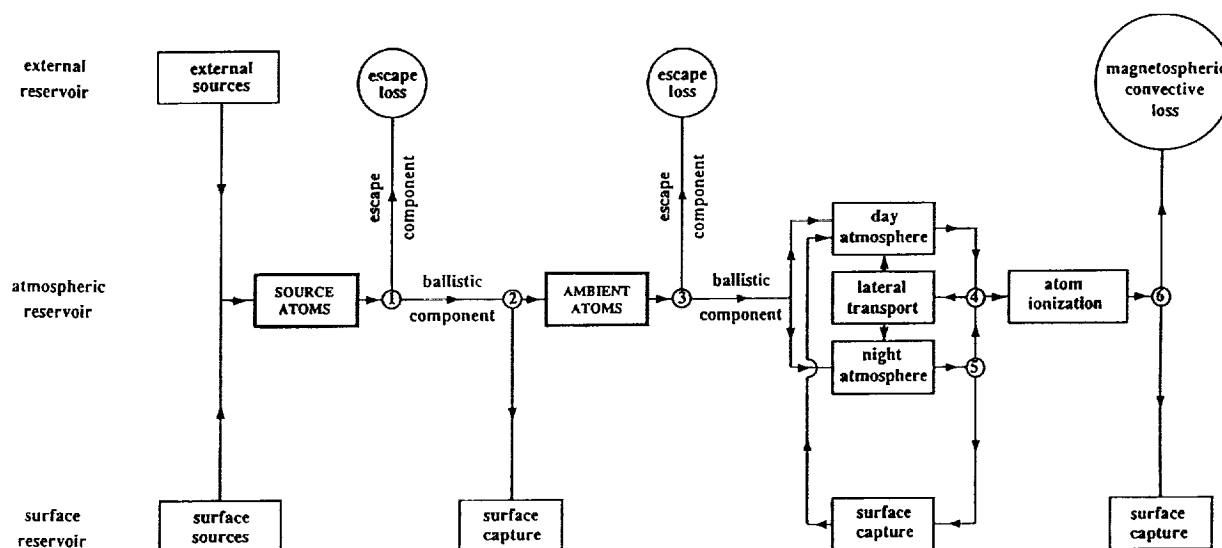 external
reservoir
external
sources
escape
loss
escape
loss
magnetospheric
convective
loss
escape
component
escape
component
atmospheric
reservoir
SOURCE
ATOMS
1
ballistic
component
2
AMBIENT
ATOMS
3
ballistic
component
day
atmosphere
lateral
transport
night
atmosphere
4
5
atom
ionization
6
surface
reservoir
surface
sources
surface
capture
surface
capture
surface
capture